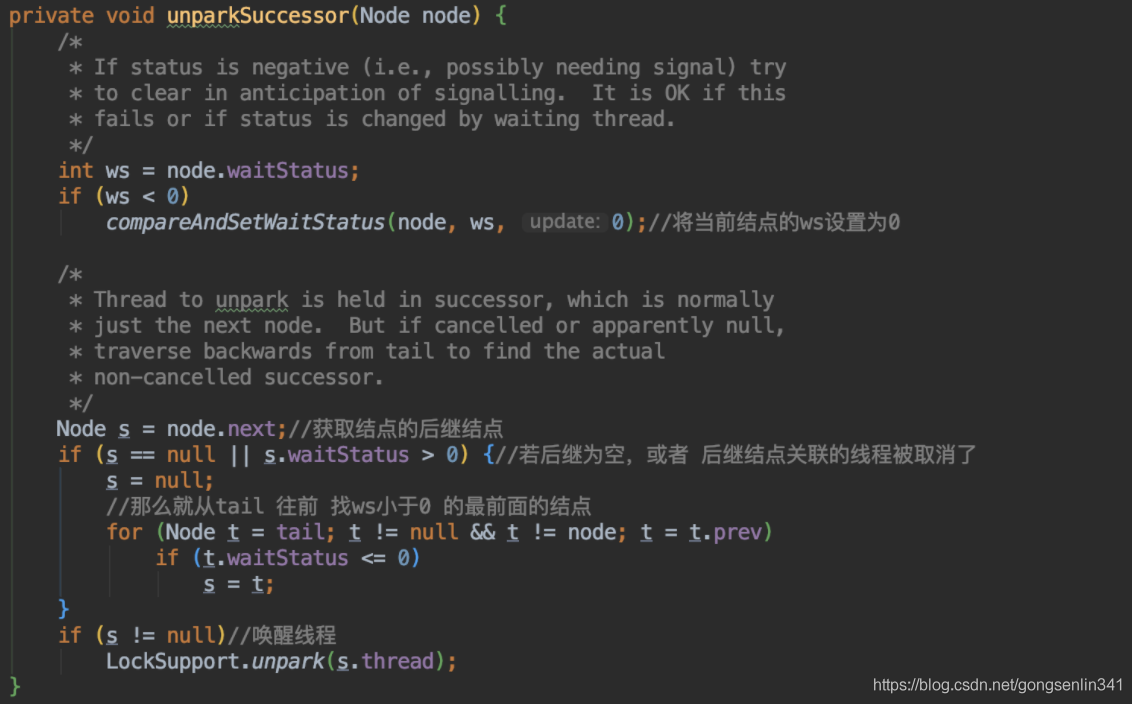 private void unparkSuccessor(Node node) {
    /*
     * If status is negative (i.e., possibly needing signal) try
     * to clear in anticipation of signalling.  It is OK if this
     * fails or if status is changed by waiting thread.
     */
    int ws = node.waitStatus;
    if (ws < 0)
        compareAndSetWaitStatus(node, ws,  update: 0);//将当前结点的ws设置为0

    /*
     * Thread to unpark is held in successor, which is normally
     * just the next node.  But if cancelled or apparently null,
     * traverse backwards from tail to find the actual
     * non-cancelled successor.
     */
    Node s = node.next;//获取结点的后继结点
    if (s == null || s.waitStatus > 0) {//若后继为空，或者 后继结点关联的线程被取消了
        s = null;
        //那么就从tail 往前 找ws小于0 的最前面的结点
        for (Node t = tail; t != null && t != node; t = t.prev)
            if (t.waitStatus <= 0)
                s = t;
    }
    if (s != null)//唤醒线程
        LockSupport.unpark(s.thread);
}
https://blog.csdn.net/gongsenlin341